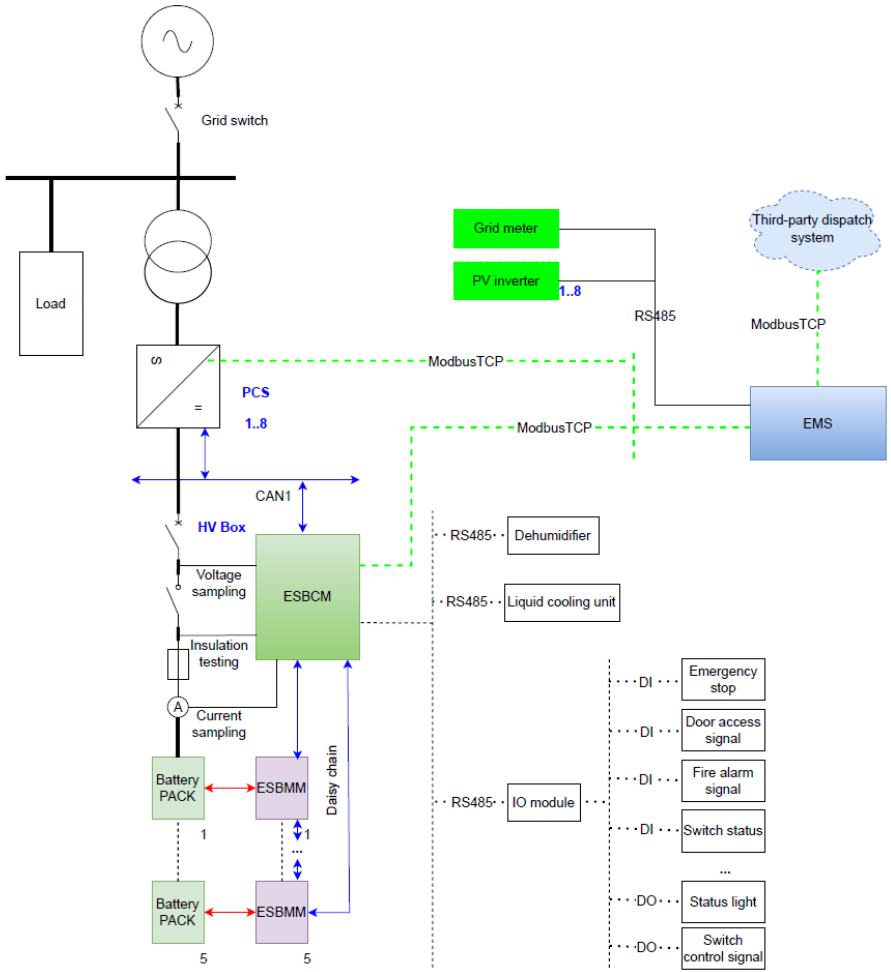 Grid switch
Load
Grid meter
PV inverter
1..8
RS485
Third-party dispatch
system
ModbusTCP
EMS
ModbusTCP
ModbusTCP
S
=
PCS
1..8
CAN1
HV Box
Voltage
sampling
ESBCM
Insulation
testing
A
Current
sampling
Battery
PACK
1
ESBMM
1
...
Daisy chain
Battery
PACK
5
ESBMM
5
RS485
Dehumidifier
RS485
Liquid cooling unit
RS485
IO module
DI
Emergency
stop
DI
Door access
signal
DI
Fire alarm
signal
DI
Switch status
...
DO
Status light
DO
Switch
control signal